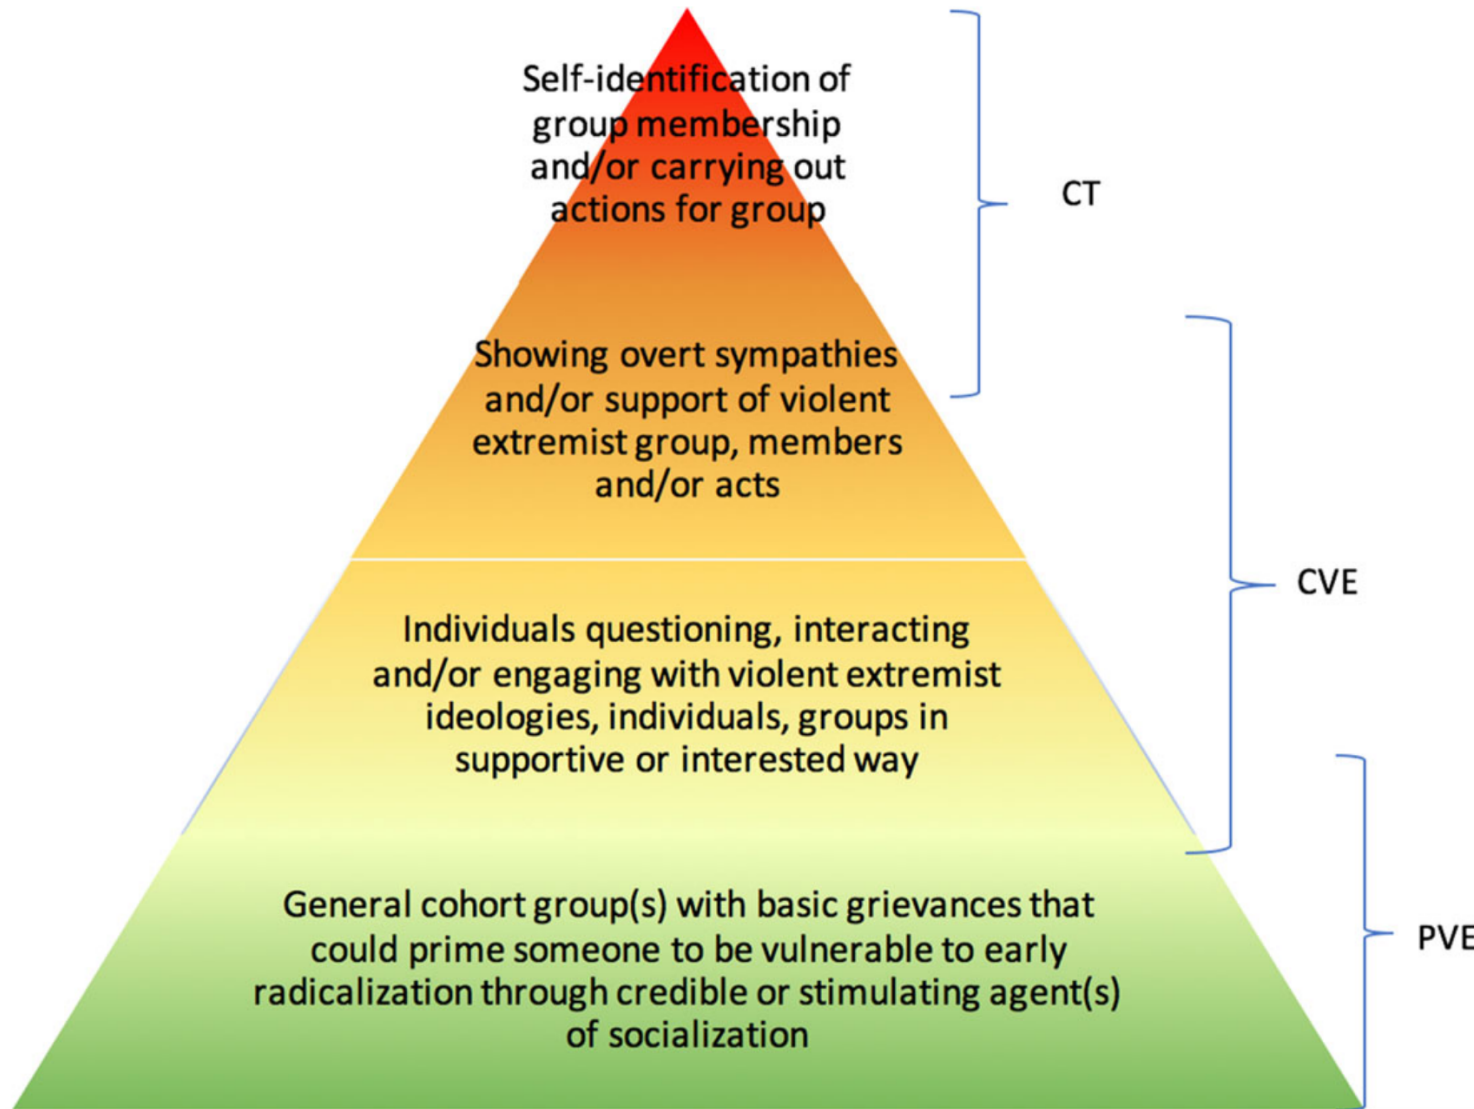 Self-identification of
group membership
and/or carrying out
actions for group
CT
Showing overt sympathies
and/or support of violent
extremist group, members
and/or acts
CVE
Individuals questioning, interacting
and/or engaging with violent extremist
ideologies, individuals, groups in
supportive or interested way
General cohort group(s) with basic grievances that
could prime someone to be vulnerable to early
radicalization through credible or stimulating agent(s)
of socialization
PVE